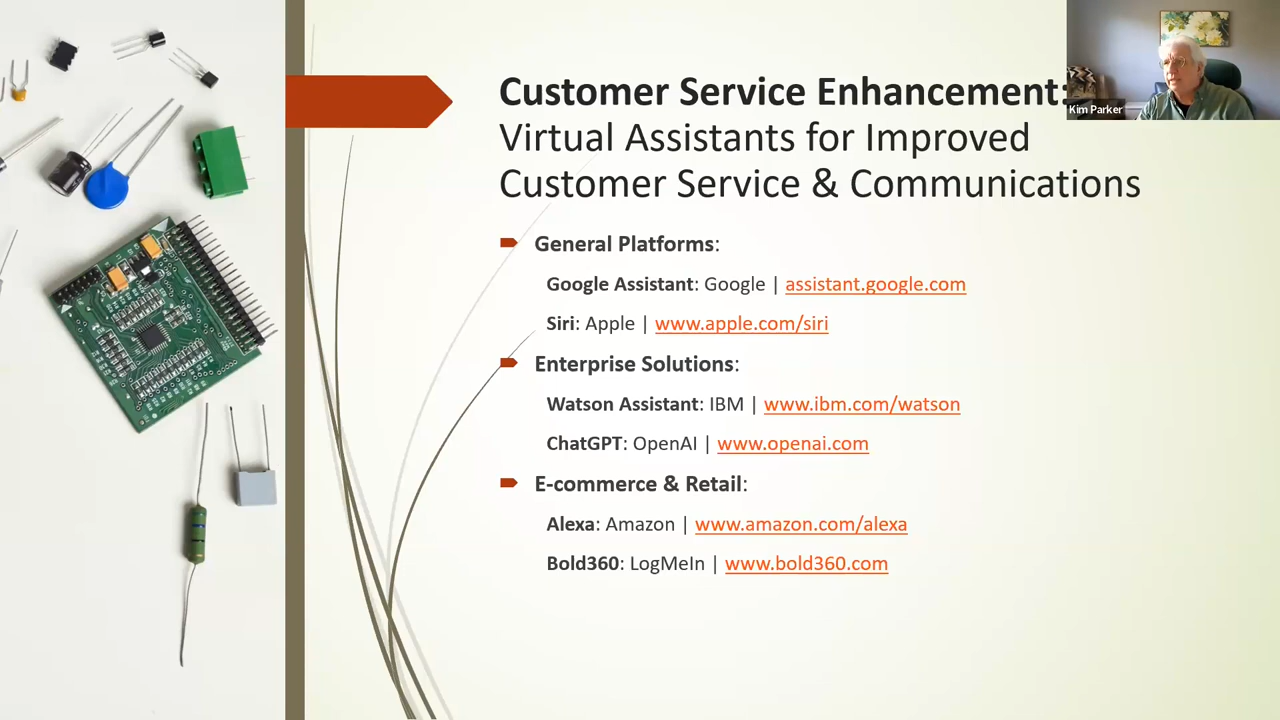 Customer Service Enhancement:
Virtual Assistants for Improved
Customer Service & Communications
Kim Parker
General Platforms:
Google Assistant: Google | assistant.google.com
Siri: Apple | www.apple.com/siri
Enterprise Solutions:
Watson Assistant: IBM | www.ibm.com/watson
ChatGPT: OpenAI | www.openai.com
E-commerce & Retail:
Alexa: Amazon | www.amazon.com/alexa
Bold360: LogMeIn | www.bold360.com